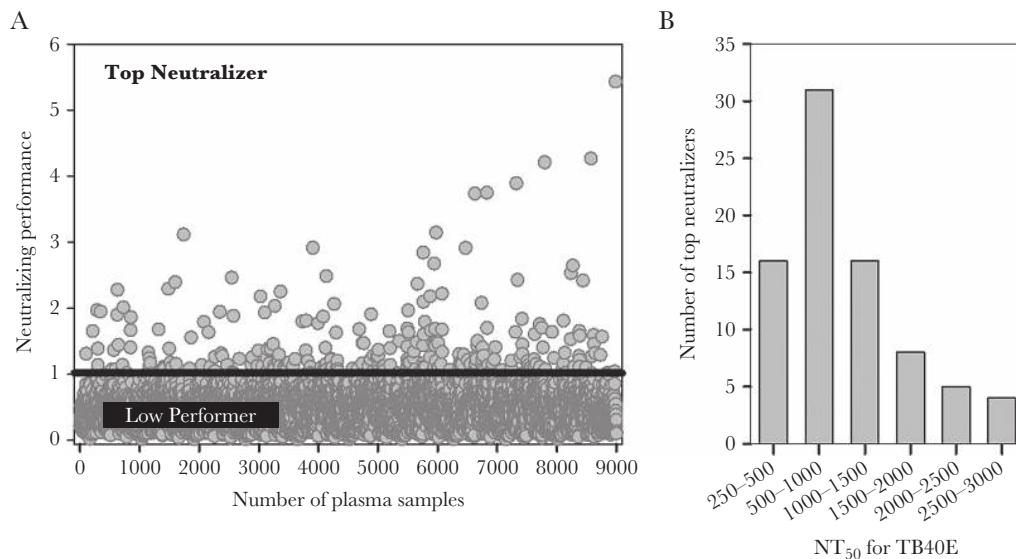 A
6
5
4
3
2
1
0
Neutralizing performance
Top Neutralizer
Low Performer
0 1000 2000 3000 4000 5000 6000 7000 8000 9000
Number of plasma samples
B
35
30
25
20
15
10
5
0
Number of top neutralizers
250–500
500–1000
1000–1500
1500–2000
2000–2500
2500–3000
NT50 for TB40E